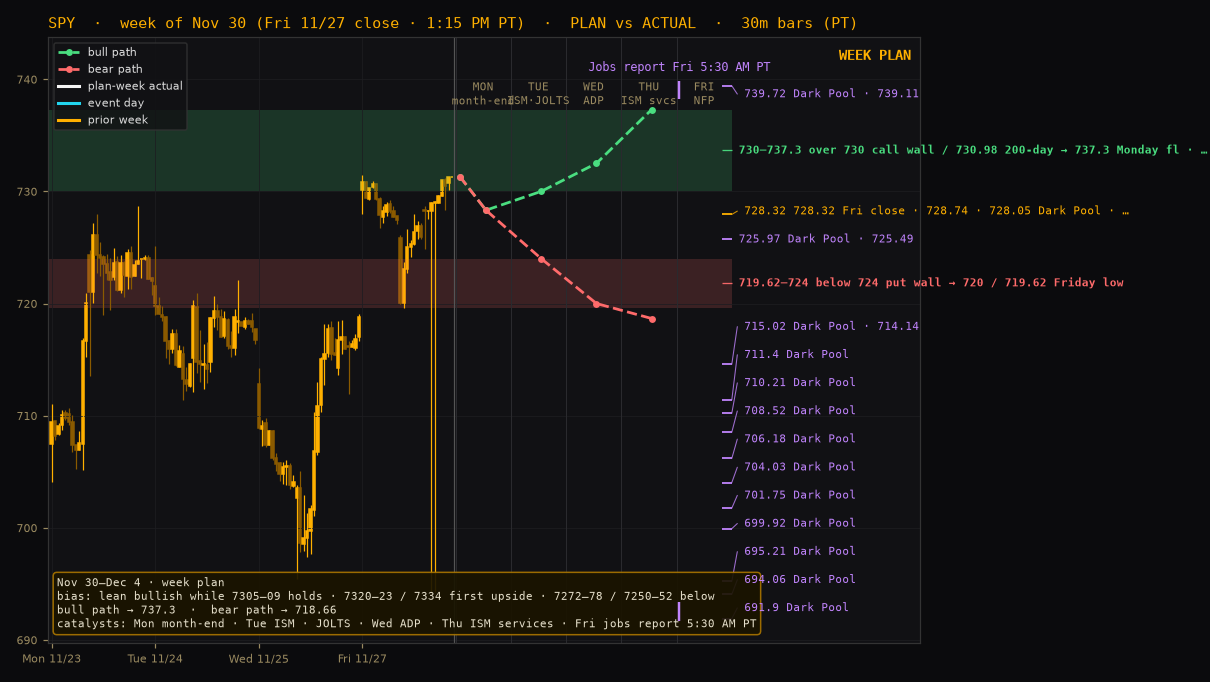 SPY · week of Nov 30 (Fri 11/27 close · 1:15 PM PT) · PLAN vs ACTUAL · 30m bars (PT)
bull path
bear path
plan-week actual
event day
prior week
WEEK PLAN
Jobs report Fri 5:30 AM PT
MON
month-end
TUE
ISM·JOLTS
WED
ADP
THU
ISM svcs
FRI
NFP
740
730
720
710
700
690
739.72 Dark Pool · 739.11
730–737.3 over 730 call wall / 730.98 200-day → 737.3 Monday fl · …
728.32 728.32 Fri close · 728.74 · 728.05 Dark Pool · …
725.97 Dark Pool · 725.49
719.62–724 below 724 put wall → 720 / 719.62 Friday low
715.02 Dark Pool · 714.14
711.4 Dark Pool
710.21 Dark Pool
708.52 Dark Pool
706.18 Dark Pool
704.03 Dark Pool
701.75 Dark Pool
699.92 Dark Pool
695.21 Dark Pool
694.06 Dark Pool
691.9 Dark Pool
Nov 30–Dec 4 · week plan
bias: lean bullish while 7305–09 holds · 7320–23 / 7334 first upside · 7272–78 / 7250–52 below
bull path → 737.3 · bear path → 718.66
catalysts: Mon month-end · Tue ISM · JOLTS · Wed ADP · Thu ISM services · Fri jobs report 5:30 AM PT
Mon 11/23
Tue 11/24
Wed 11/25
Fri 11/27